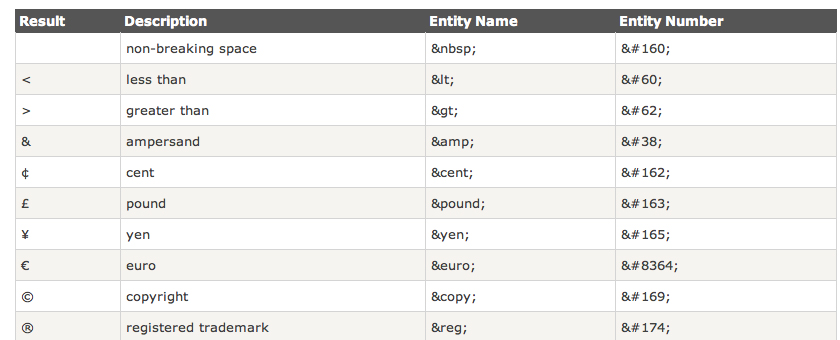 Result Description Entity Name Entity Number
non-breaking space &nbsp; &#160;
< less than &lt; &#60;
> greater than &gt; &#62;
& ampersand &amp; &#38;
¢ cent &cent; &#162;
£ pound &pound; &#163;
¥ yen &yen; &#165;
€ euro &euro; &#8364;
© copyright &copy; &#169;
® registered trademark &reg; &#174;